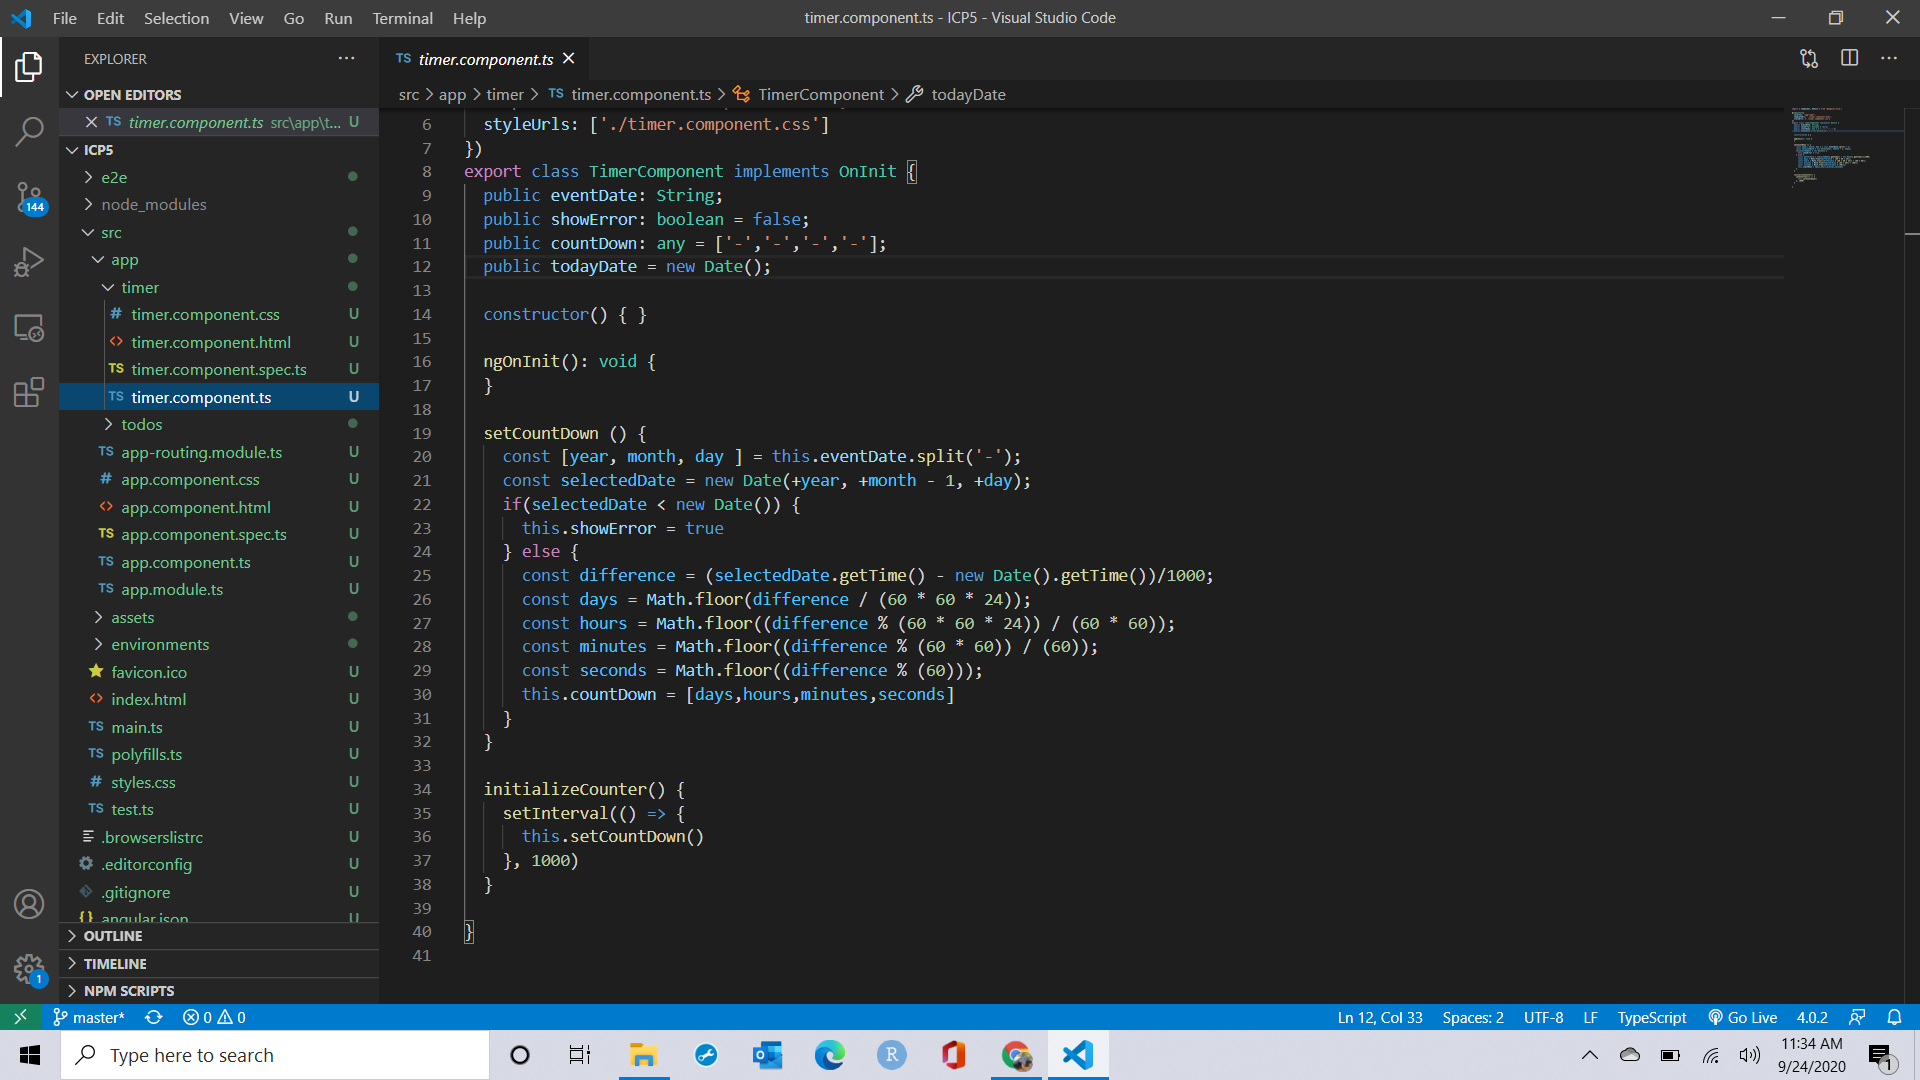 File Edit Selection View Go Run Terminal Help
timer.component.ts - ICP5 - Visual Studio Code
EXPLORER
OPEN EDITORS
TS timer.component.ts src\app\t... U
ICP5
e2e
node_modules
src
app
timer
# timer.component.css U
<> timer.component.html U
TS timer.component.spec.ts U
TS timer.component.ts U
todos
TS app-routing.module.ts U
# app.component.css U
<> app.component.html U
TS app.component.spec.ts U
TS app.component.ts U
TS app.module.ts U
assets
environments
favicon.ico U
<> index.html U
TS main.ts U
TS polyfills.ts U
# styles.css U
TS test.ts U
.browserslistrc U
.editorconfig U
.gitignore U
{} angular.json U
OUTLINE
TIMELINE
NPM SCRIPTS
144
1
TS timer.component.ts
src > app > timer > TS timer.component.ts > TimerComponent > todayDate
6 styleUrls: ['./timer.component.css']
7 })
8 export class TimerComponent implements OnInit {
9 public eventDate: String;
10 public showError: boolean = false;
11 public countDown: any = ['-','-','-','-'];
12 public todayDate = new Date();
13
14 constructor() { }
15
16 ngOnInit(): void {
17 }
18
19 setCountDown () {
20 const [year, month, day ] = this.eventDate.split('-');
21 const selectedDate = new Date(+year, +month - 1, +day);
22 if(selectedDate < new Date()) {
23 this.showError = true
24 } else {
25 const difference = (selectedDate.getTime() - new Date().getTime())/1000;
26 const days = Math.floor(difference / (60 * 60 * 24));
27 const hours = Math.floor((difference % (60 * 60 * 24)) / (60 * 60));
28 const minutes = Math.floor((difference % (60 * 60)) / (60));
29 const seconds = Math.floor((difference % (60)));
30 this.countDown = [days,hours,minutes,seconds]
31 }
32 }
33
34 initializeCounter() {
35 setInterval(() => {
36 this.setCountDown()
37 }, 1000)
38 }
39
40 }
41
master* 0 0
Ln 12, Col 33 Spaces: 2 UTF-8 LF TypeScript Go Live 4.0.2
Type here to search
R
11:34 AM
9/24/2020
1